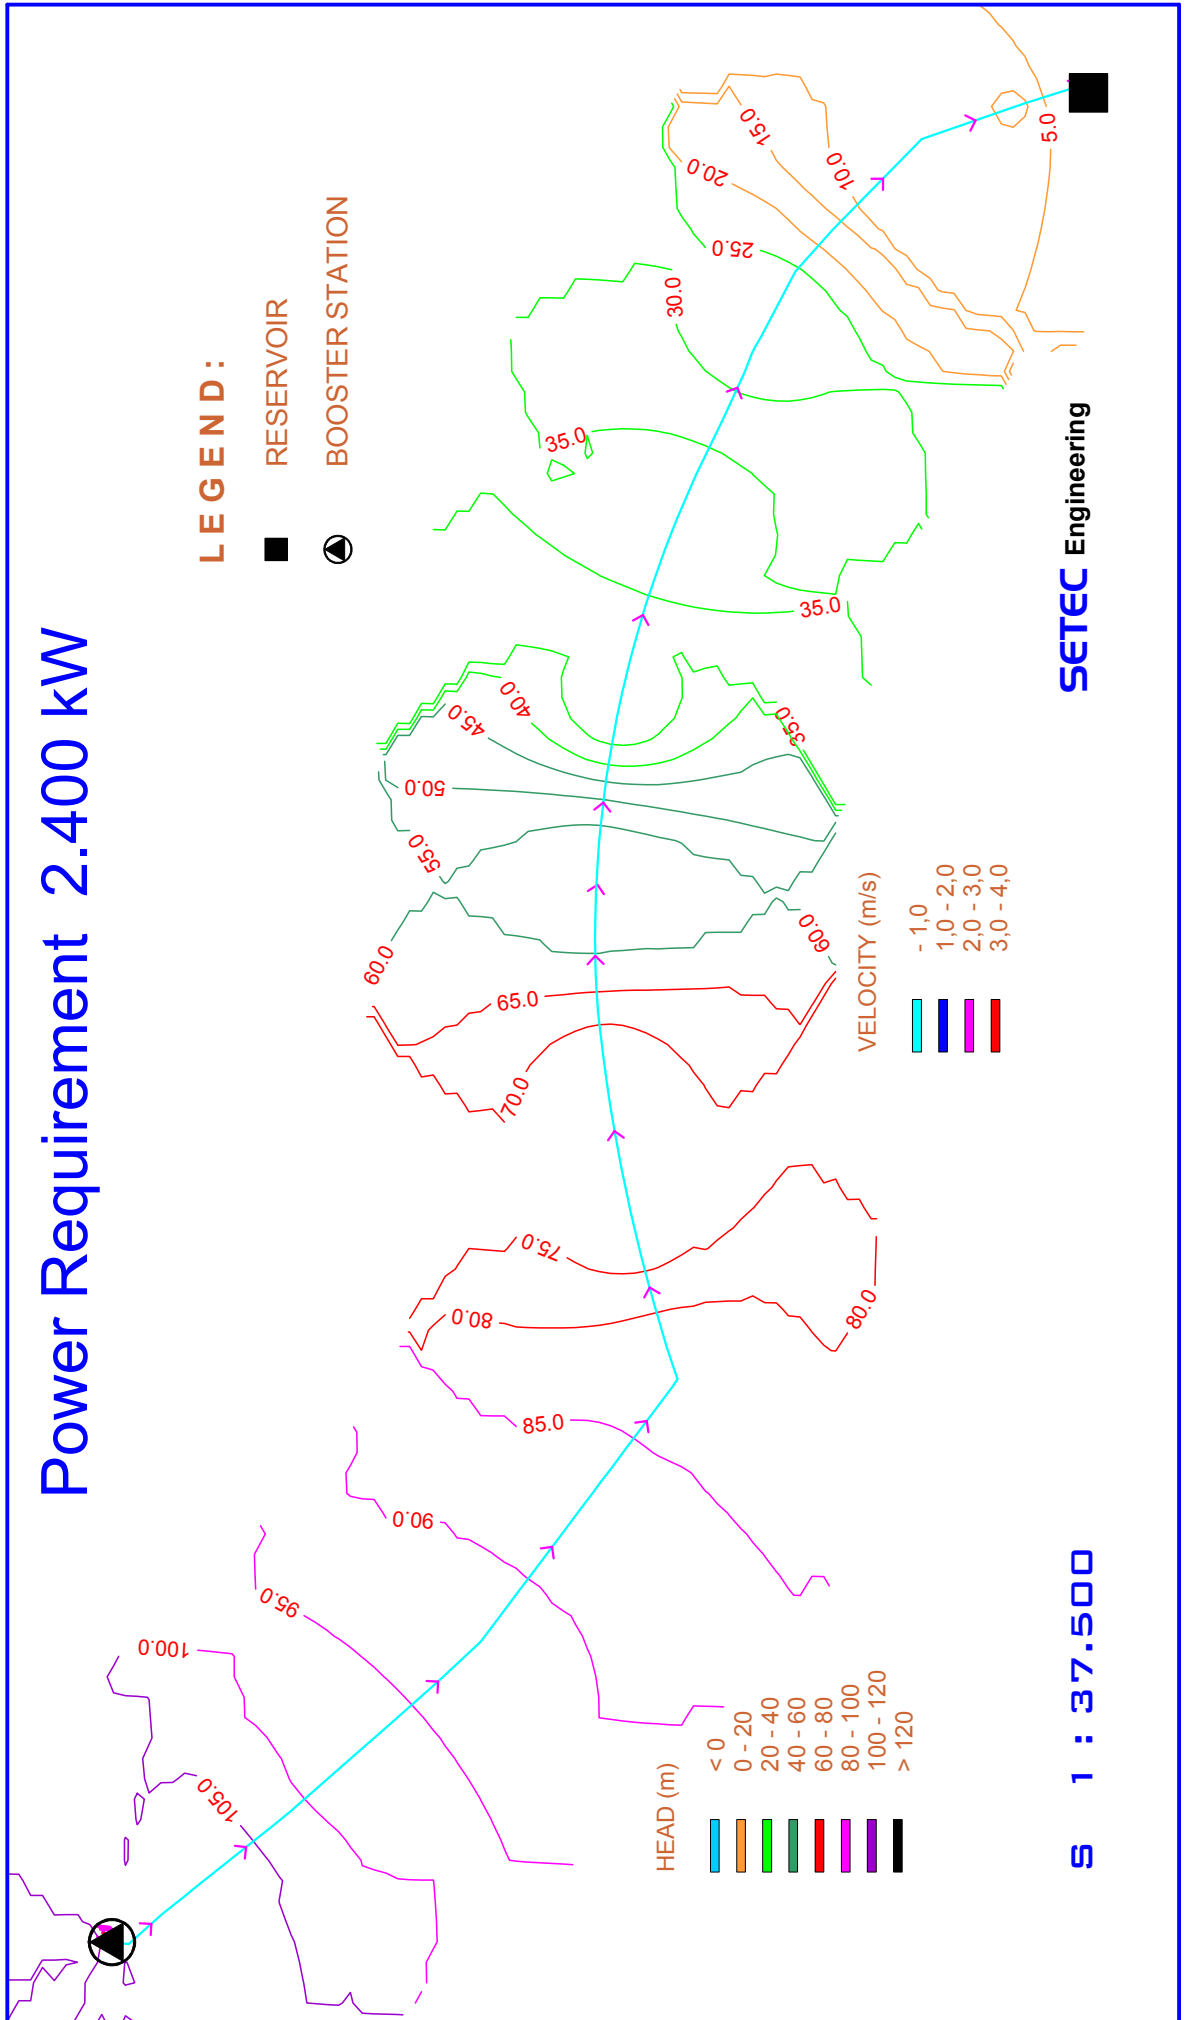 Power Requirement 2.400 kW
LEGEND:
RESERVOIR
BOOSTER STATION
105.0
100.0
95.0
90.0
85.0
80.0
80.0
75.0
70.0
65.0
60.0
60.0
55.0
50.0
45.0
40.0
35.0
35.0
35.0
30.0
25.0
20.0
15.0
10.0
5.0
HEAD (m)
< 0
0 - 20
20 - 40
40 - 60
60 - 80
80 - 100
100 - 120
> 120
VELOCITY (m/s)
- 1,0
1,0 - 2,0
2,0 - 3,0
3,0 - 4,0
S 1 : 37.500
SETEC Engineering